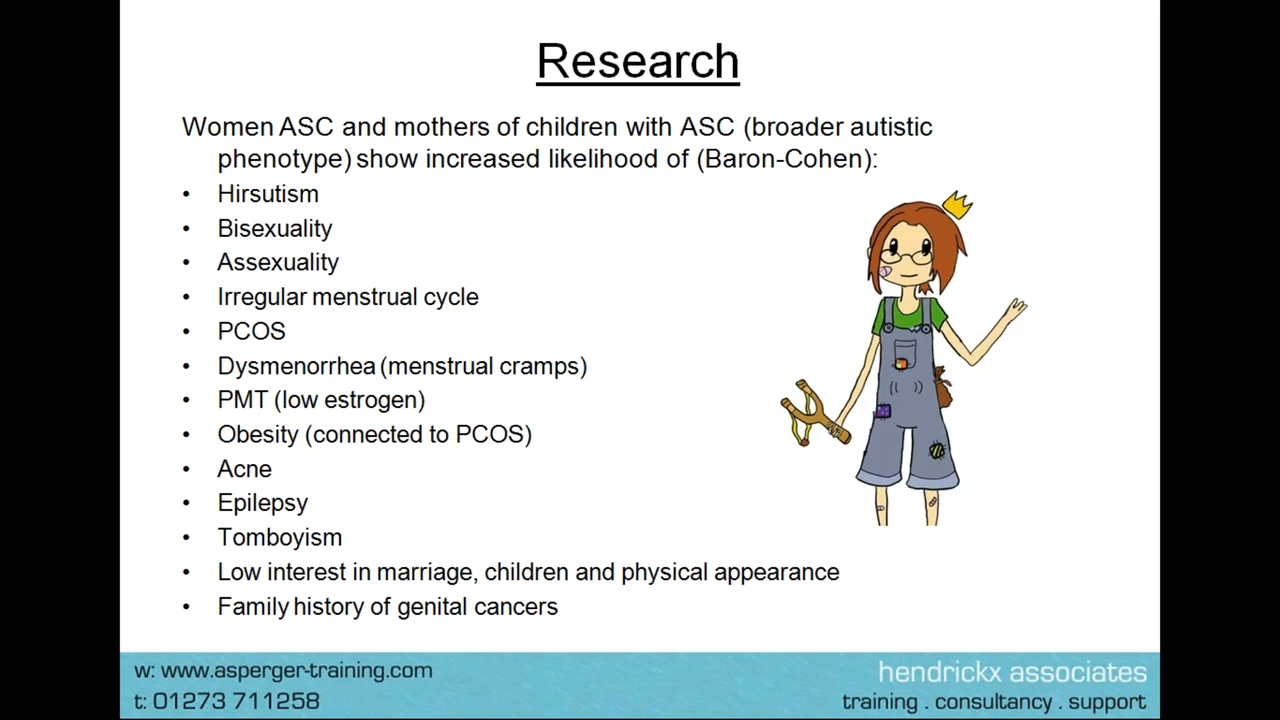 Research
Women ASC and mothers of children with ASC (broader autistic
phenotype) show increased likelihood of (Baron-Cohen):
• Hirsutism
• Bisexuality
• Assexuality
• Irregular menstrual cycle
• PCOS
• Dysmenorrhea (menstrual cramps)
• PMT (low estrogen)
• Obesity (connected to PCOS)
• Acne
• Epilepsy
• Tomboyism
• Low interest in marriage, children and physical appearance
• Family history of genital cancers
w: www.asperger-training.com
t: 01273 711258
hendrickx associates
training . consultancy . support